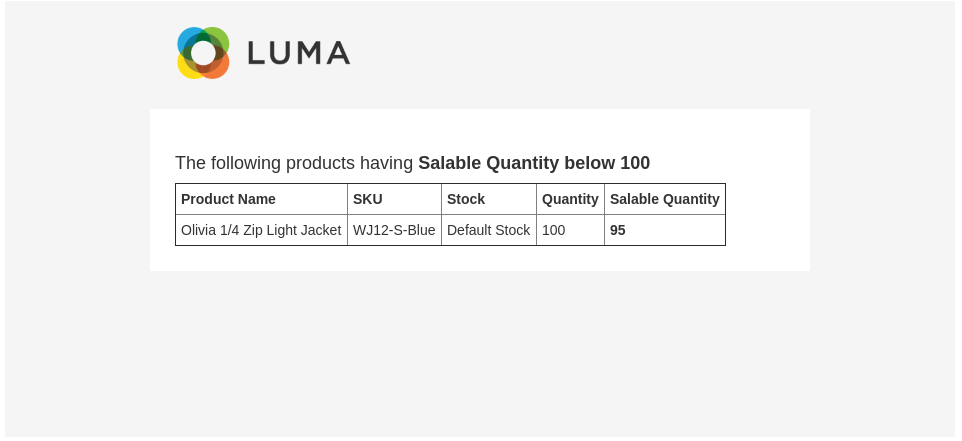 LUMA
The following products having Salable Quantity below 100
Product Name SKU Stock Quantity Salable Quantity
Olivia 1/4 Zip Light Jacket WJ12-S-Blue Default Stock 100 95